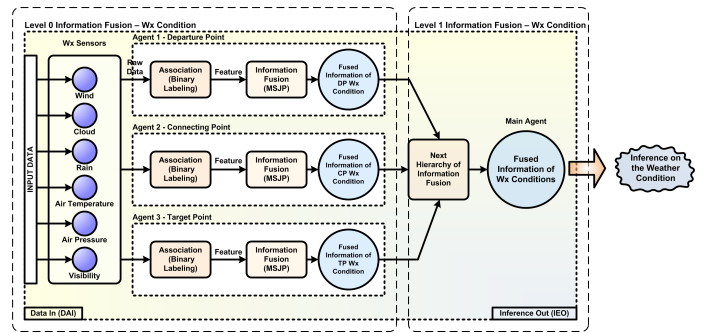 Level 0 Information Fusion – Wx Condition
Level 1 Information Fusion – Wx Condition
Wx Sensors
INPUT DATA
Wind
Cloud
Rain
Air Temperature
Air Pressure
Visibility
Raw
Data
Agent 1 - Departure Point
Association
(Binary
Labeling)
Feature
Information
Fusion
(MSJP)
Fused
Information of
DP Wx
Condition
Agent 2 - Connecting Point
Association
(Binary
Labeling)
Feature
Information
Fusion
(MSJP)
Fused
Information of
CP Wx
Condition
Agent 3 - Target Point
Association
(Binary
Labeling)
Feature
Information
Fusion
(MSJP)
Fused
Information of
TP Wx
Condition
Next
Hierarchy of
Information
Fusion
Main Agent
Fused
Information of
Wx Conditions
Inference on
the Weather
Condition
Data In (DAI)
Inference Out (IEO)